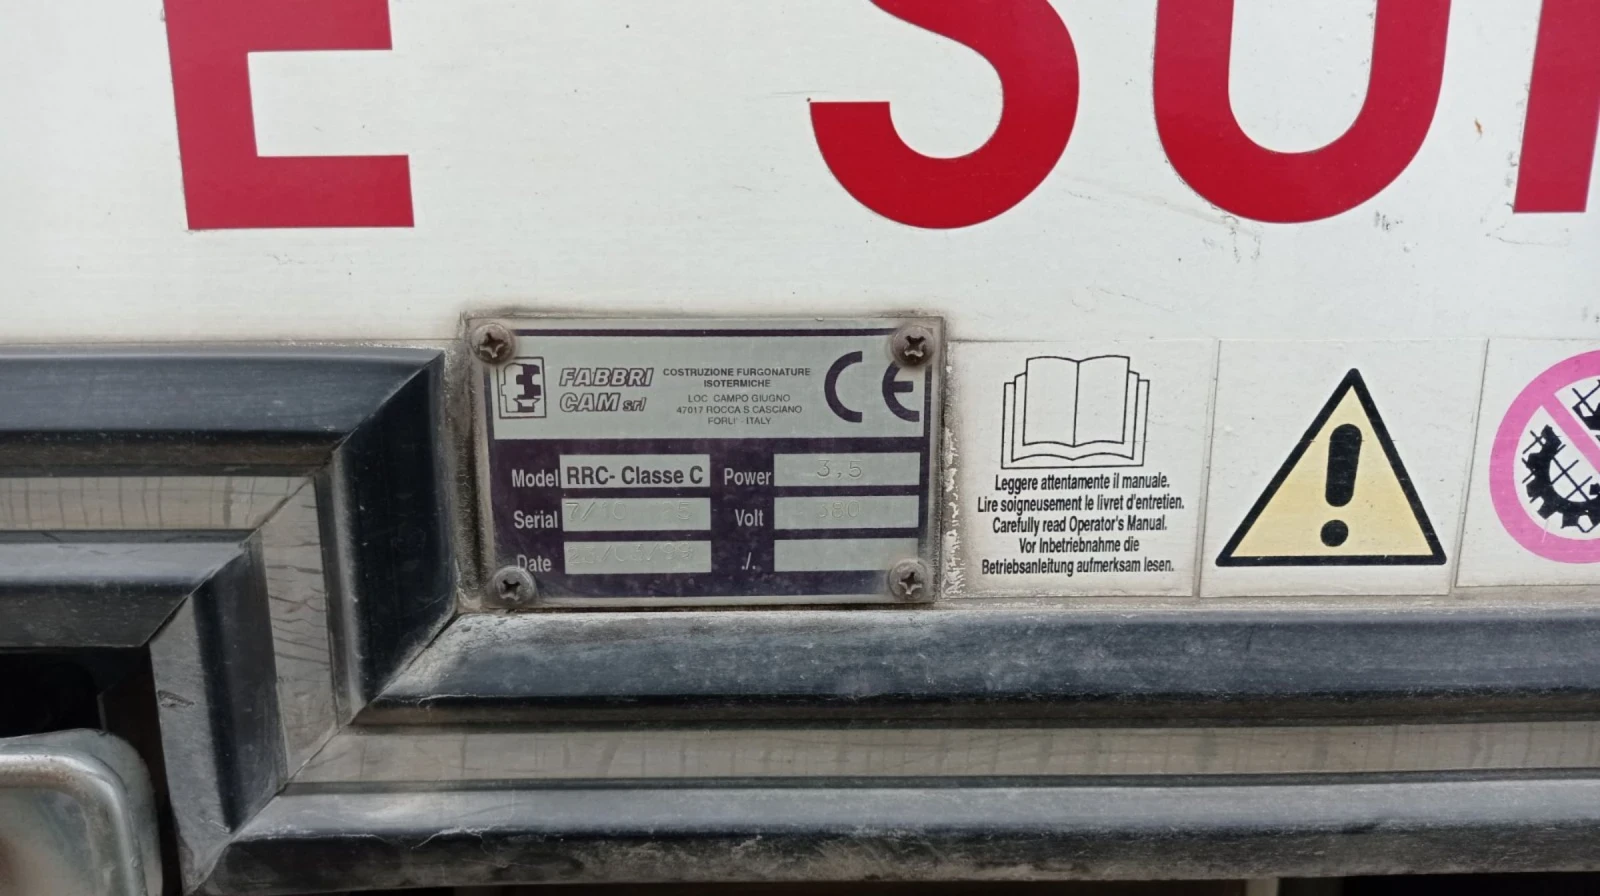 E SU
FABBRI
CAM srl
COSTRUZIONE FURGONATURE
ISOTERMICHE
LOC. CAMPO GIUGNO
47017 ROCCA S. CASCIANO
FORLI' - ITALY
CE
Model RRC- Classe C Power 3,5
Serial Volt 380
Date ./.
Leggere attentamente il manuale.
Lire soigneusement le livret d'entretien.
Carefully read Operator's Manual.
Vor Inbetriebnahme die
Betriebsanleitung aufmerksam lesen.